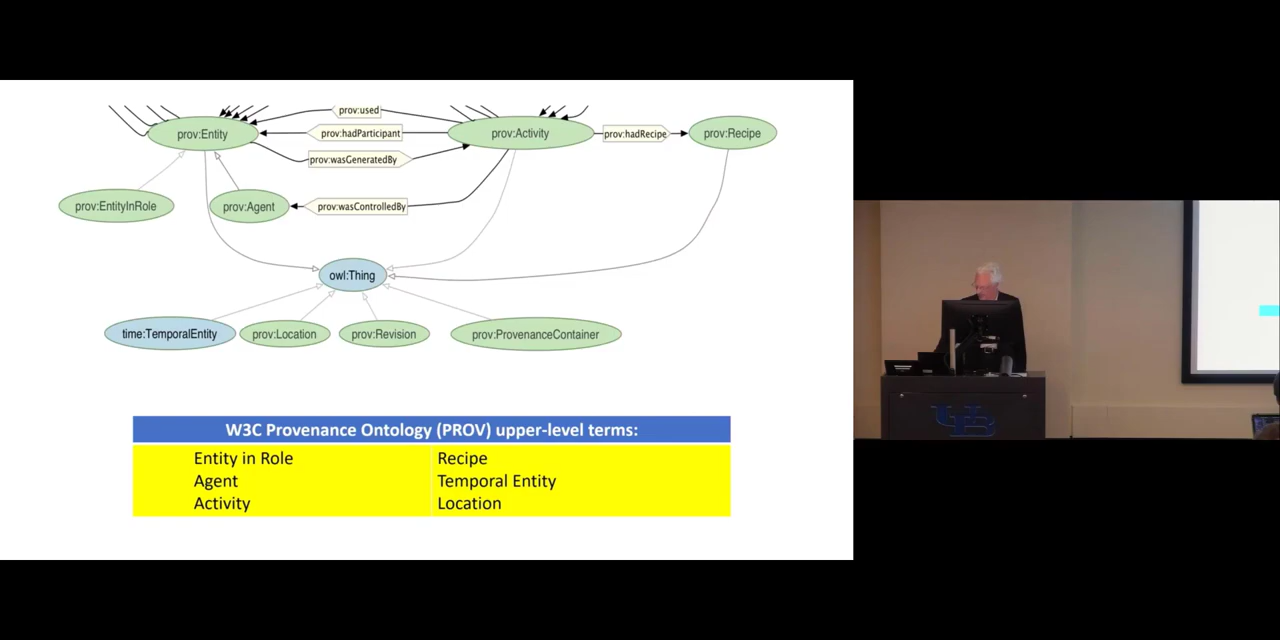 prov:used
prov:Entity
prov:hadParticipant
prov:Activity
prov:hadRecipe
prov:Recipe
prov:wasGeneratedBy
prov:EntityInRole
prov:Agent
prov:wasControlledBy
owl:Thing
time:TemporalEntity
prov:Location
prov:Revision
prov:ProvenanceContainer
W3C Provenance Ontology (PROV) upper-level terms:
Entity in Role
Recipe
Agent
Temporal Entity
Activity
Location
UB